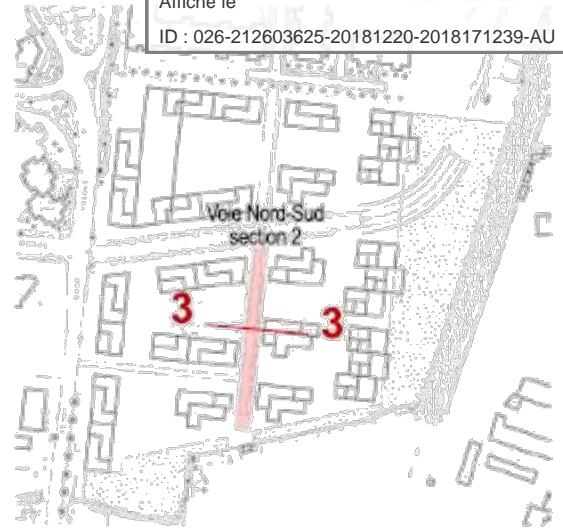 Affiché le
ID : 026-212603625-20181220-2018171239-AU
Voie Nord-Sud
section 2
3
3